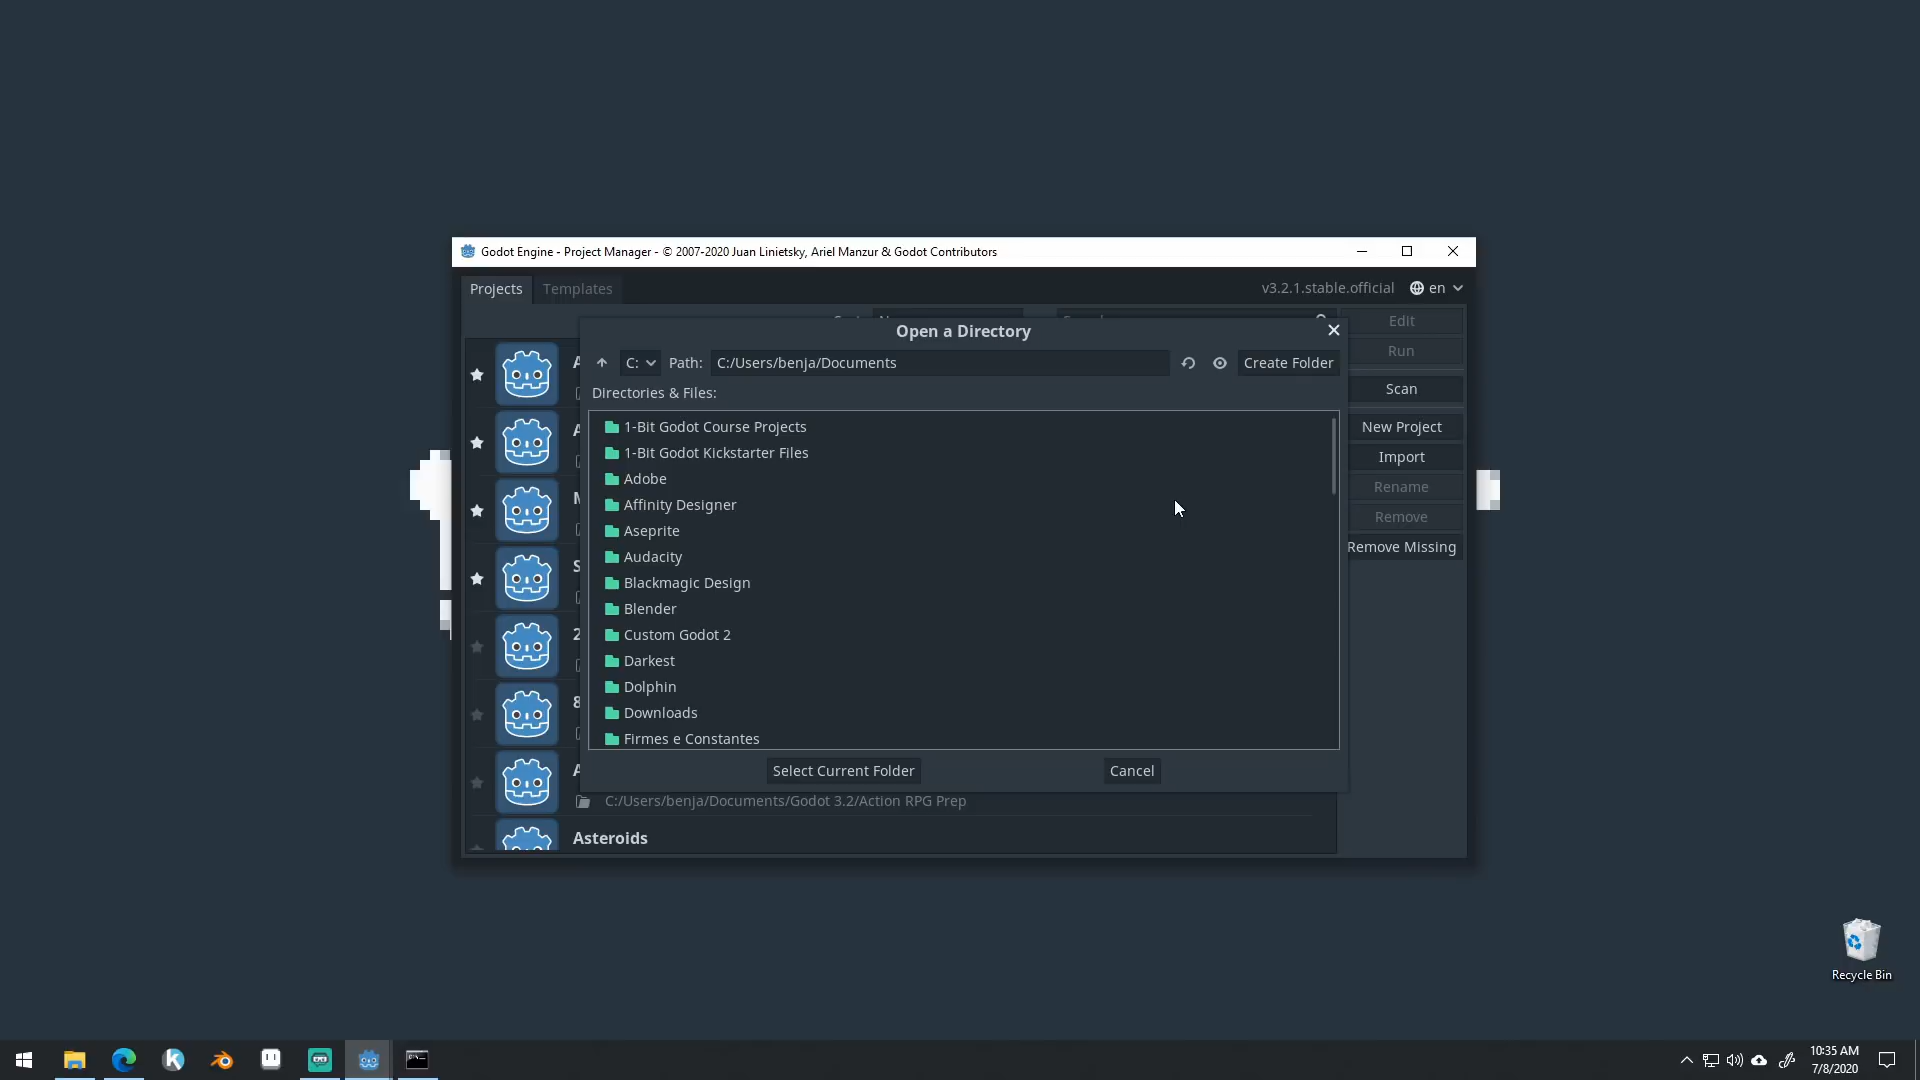 Godot Engine - Project Manager - © 2007-2020 Juan Linietsky, Ariel Manzur & Godot Contributors
Projects
Templates
v3.2.1.stable.official
en
Open a Directory
Edit
C:
Path:
C:/Users/benja/Documents
Create Folder
Run
Directories & Files:
Scan
1-Bit Godot Course Projects
1-Bit Godot Kickstarter Files
Adobe
Affinity Designer
Aseprite
Audacity
Blackmagic Design
Blender
Custom Godot 2
Darkest
Dolphin
Downloads
Firmes e Constantes
New Project
Import
Rename
Remove
Remove Missing
A
A
M
S
2
8
A
Select Current Folder
Cancel
C:/Users/benja/Documents/Godot 3.2/Action RPG Prep
Asteroids
Recycle Bin
10:35 AM
7/8/2020